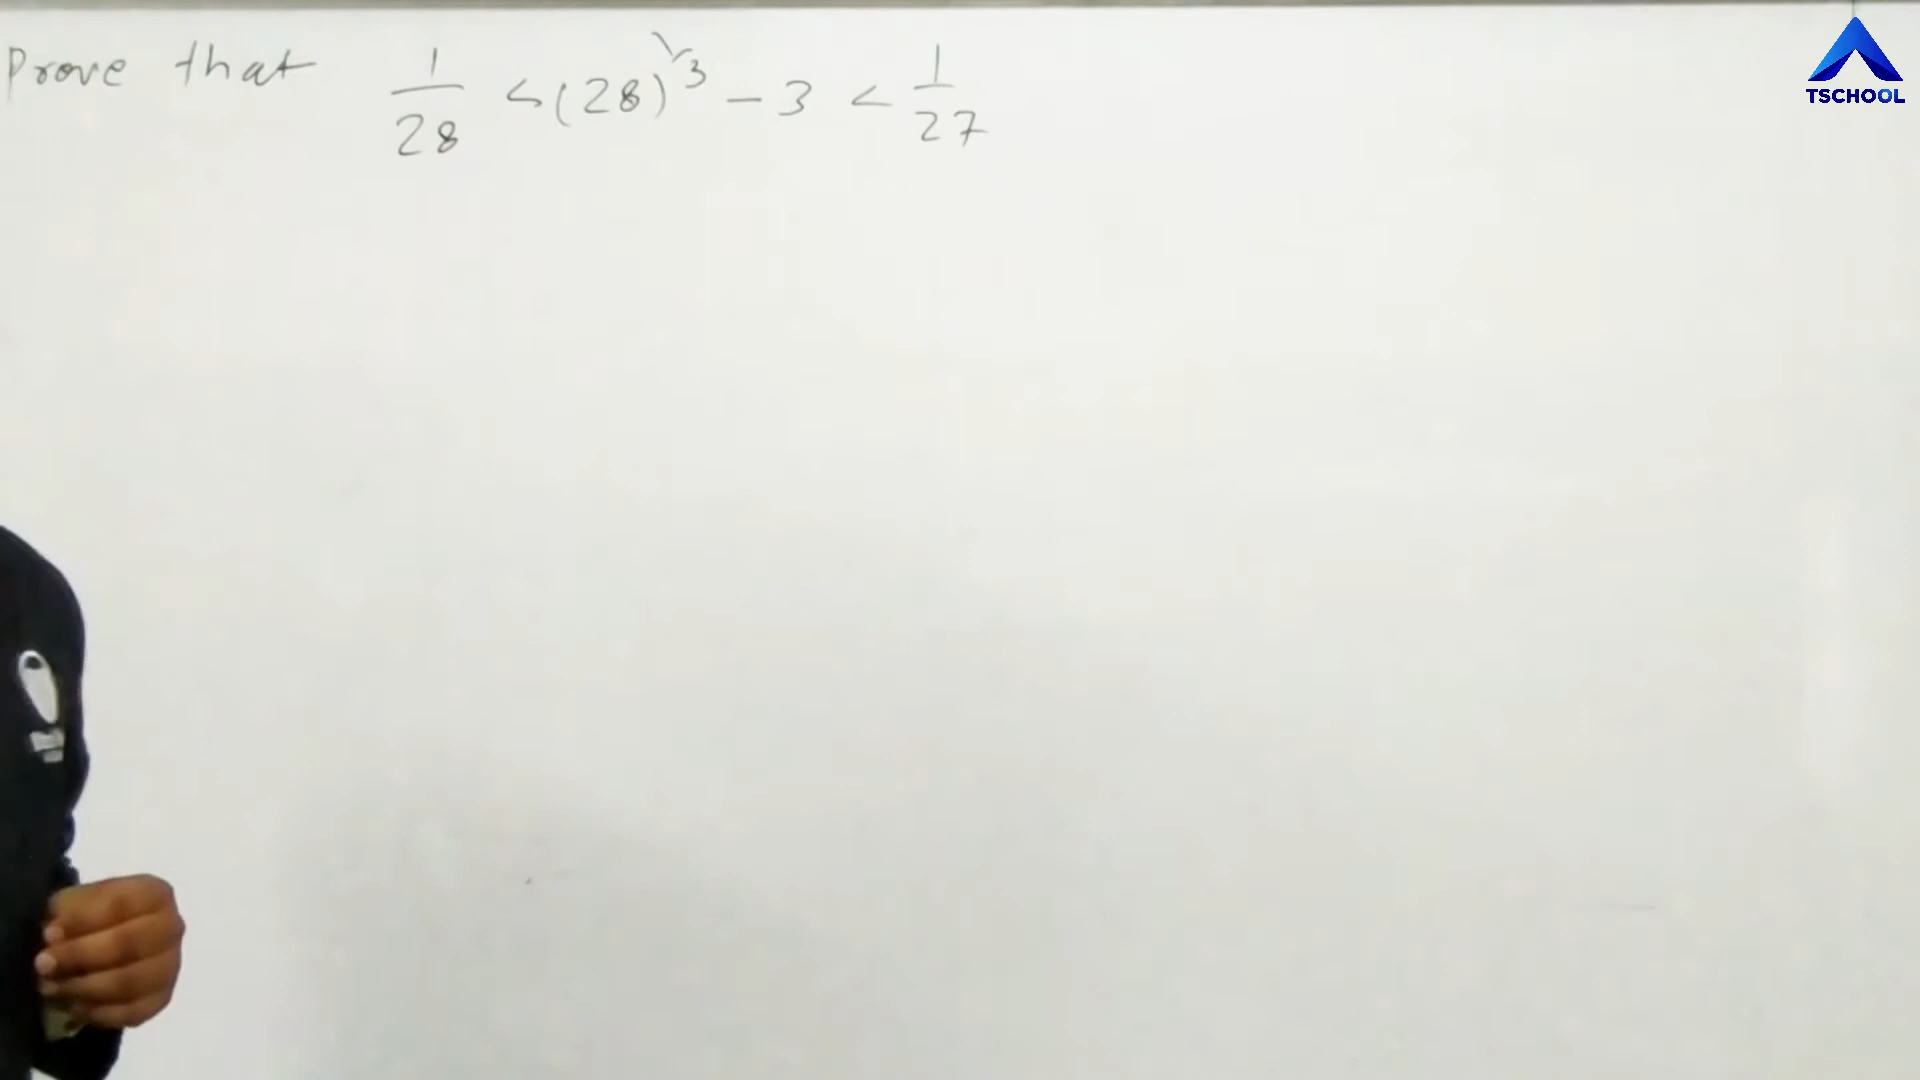 Prove that 1/28 < (28)^1/3 - 3 < 1/27
TSCHOOL